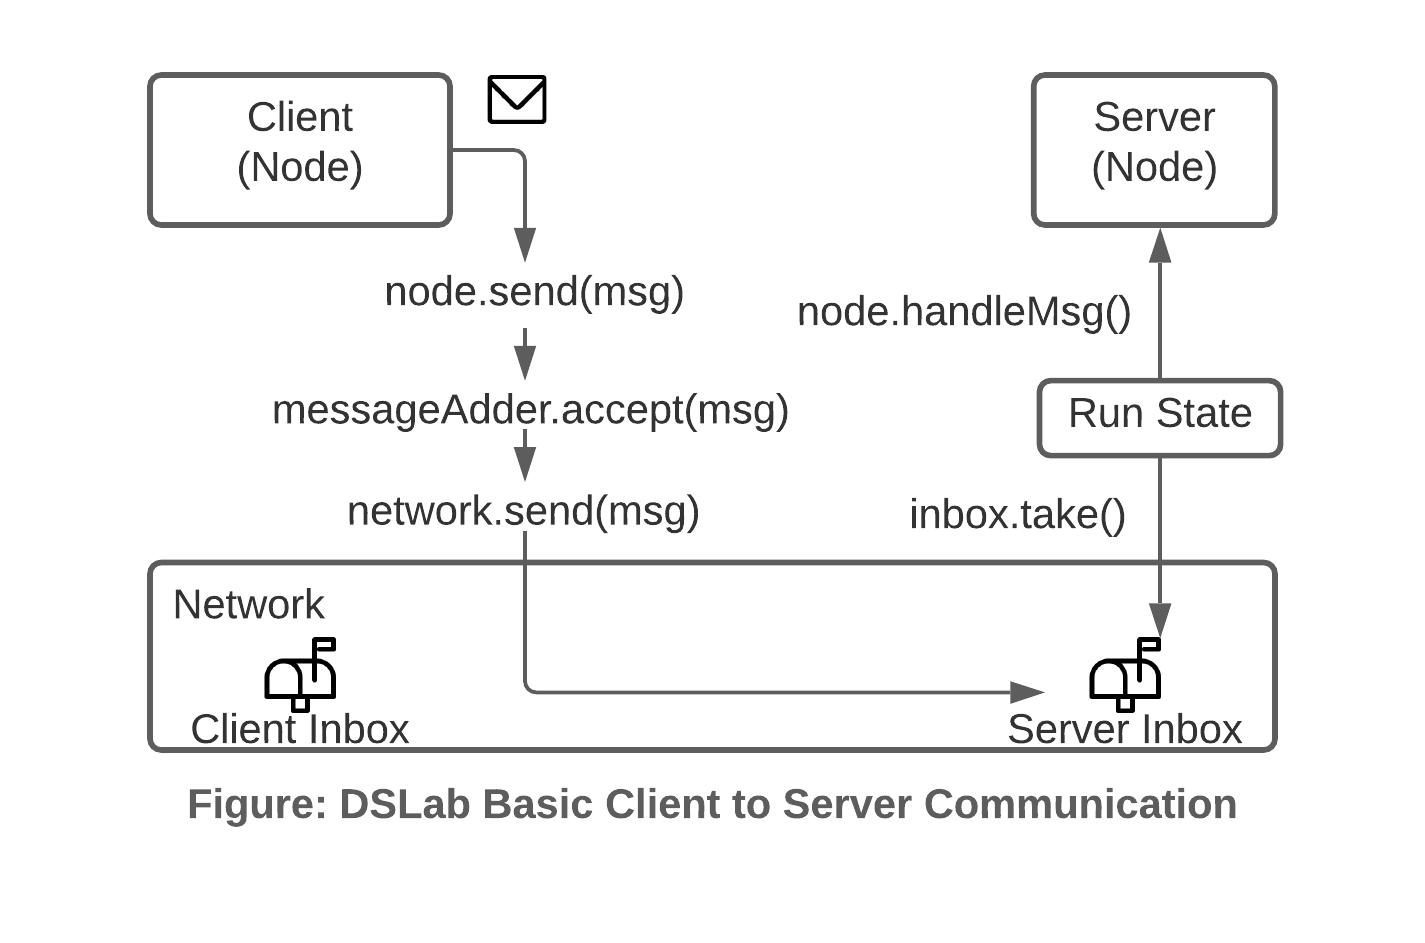 Client
(Node)
Server
(Node)
node.send(msg)
node.handleMsg()
messageAdder.accept(msg)
Run State
network.send(msg)
inbox.take()
Network
Client Inbox
Server Inbox
Figure: DSLab Basic Client to Server Communication